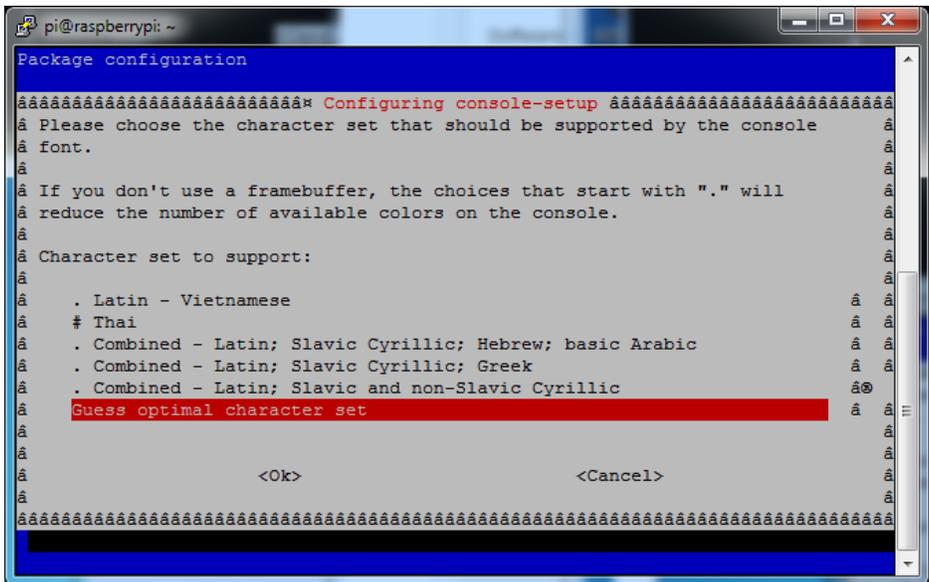 pi@raspberrypi: ~
Package configuration
ââââââââââââââââââââââââââ¤ Configuring console-setup ââââââââââââââââââââââââââ
â Please choose the character set that should be supported by the console â
â font. â
â â
â If you don't use a framebuffer, the choices that start with "." will â
â reduce the number of available colors on the console. â
â â
â Character set to support: â
â â
â . Latin - Vietnamese â â
â # Thai â â
â . Combined - Latin; Slavic Cyrillic; Hebrew; basic Arabic â â
â . Combined - Latin; Slavic Cyrillic; Greek â â
â . Combined - Latin; Slavic and non-Slavic Cyrillic â®
â Guess optimal character set â â
â â
â â
â <Ok> <Cancel> â
â â
ââââââââââââââââââââââââââââââââââââââââââââââââââââââââââââââââââââââââââââââââ